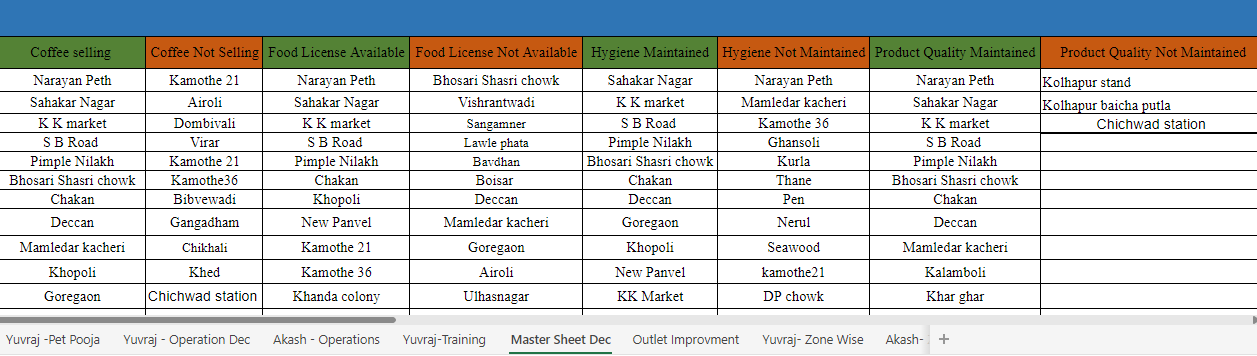 Coffee selling Coffee Not Selling Food License Available Food License Not Available Hygiene Maintained Hygiene Not Maintained Product Quality Maintained Product Quality Not Maintained
Narayan Peth Kamothe 21 Narayan Peth Bhosari Shasri chowk Sahakar Nagar Narayan Peth Narayan Peth Kolhapur stand
Sahakar Nagar Airoli Sahakar Nagar Vishrantwadi K K market Mamledar kacheri Sahakar Nagar Kolhapur baicha putla
K K market Dombivali K K market Sangamner S B Road Kamothe 36 K K market Chichwad station
S B Road Virar S B Road Lawle phata Pimple Nilakh Ghansoli S B Road
Pimple Nilakh Kamothe 21 Pimple Nilakh Bavdhan Bhosari Shasri chowk Kurla Pimple Nilakh
Bhosari Shasri chowk Kamothe36 Chakan Boisar Chakan Thane Bhosari Shasri chowk
Chakan Bibvewadi Khopoli Deccan Deccan Pen Chakan
Deccan Gangadham New Panvel Mamledar kacheri Goregaon Nerul Deccan
Mamledar kacheri Chikhali Kamothe 21 Goregaon Khopoli Seawood Mamledar kacheri
Khopoli Khed Kamothe 36 Airoli New Panvel kamothe21 Kalamboli
Goregaon Chichwad station Khanda colony Ulhasnagar KK Market DP chowk Khar ghar
Yuvraj -Pet Pooja Yuvraj - Operation Dec Akash - Operations Yuvraj-Training Master Sheet Dec Outlet Improvment Yuvraj- Zone Wise Akash- +